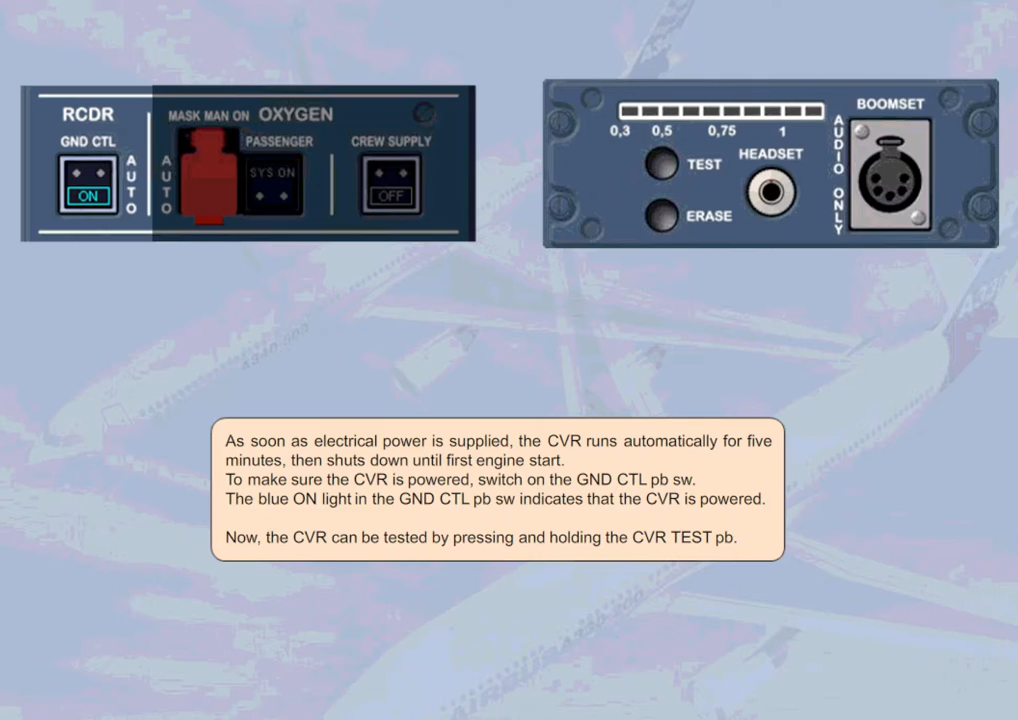 RCDR
GND CTL
ON
AUTO
MASK MAN ON OXYGEN
AUTO
PASSENGER
SYS ON
CREW SUPPLY
OFF
0,3 0,5 0,75 1
TEST
ERASE
HEADSET
AUDIO ONLY
BOOMSET
A340-500
As soon as electrical power is supplied, the CVR runs automatically for five
minutes, then shuts down until first engine start.
To make sure the CVR is powered, switch on the GND CTL pb sw.
The blue ON light in the GND CTL pb sw indicates that the CVR is powered.
Now, the CVR can be tested by pressing and holding the CVR TEST pb.